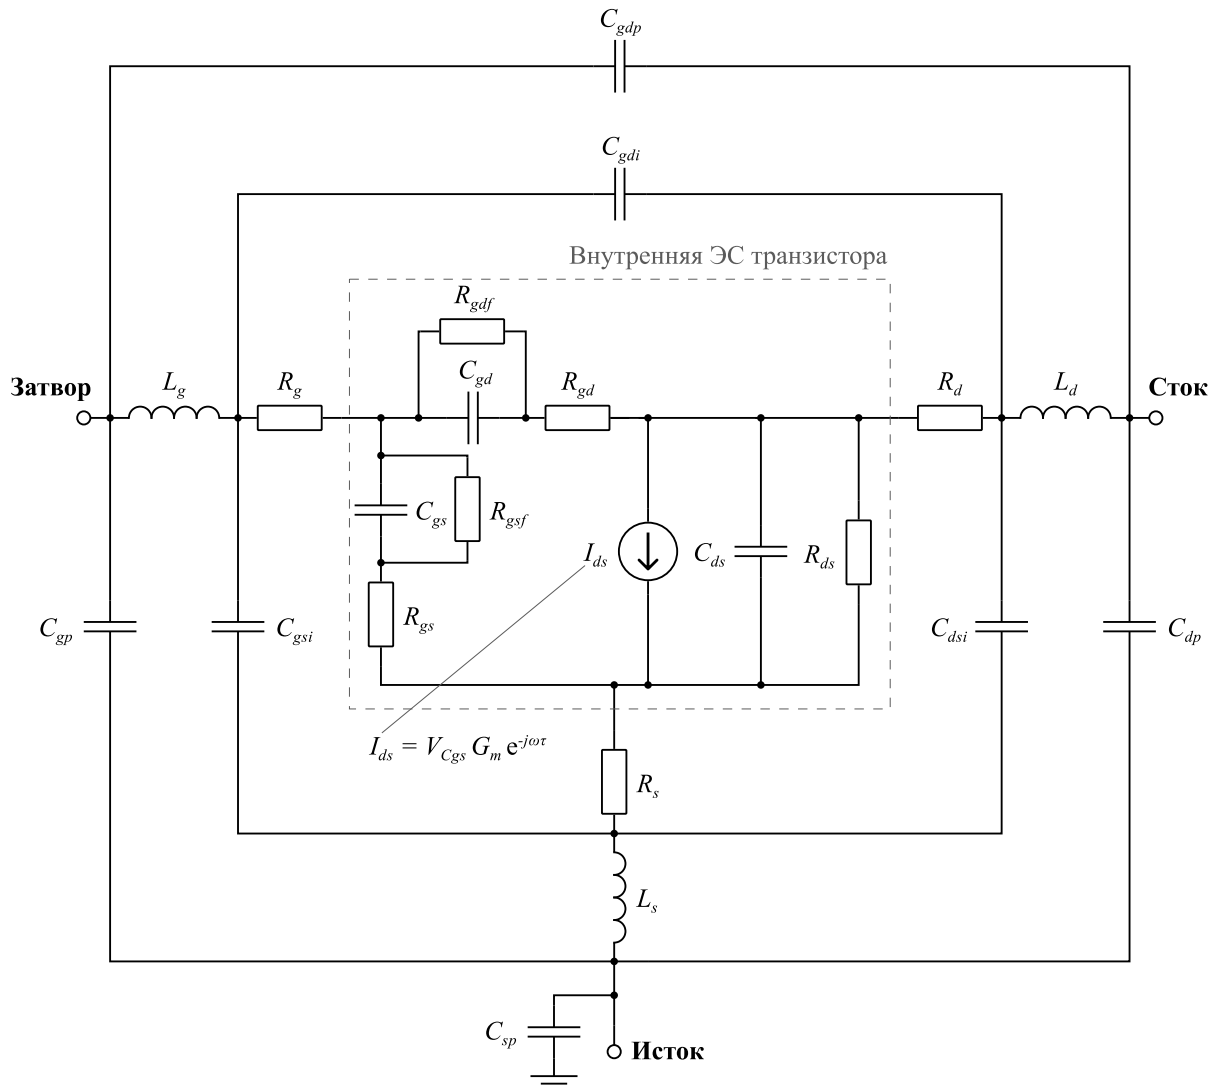 C_gdp
C_gdi
Внутренняя ЭС транзистора
R_gdf
Затвор
L_g
R_g
C_gd
R_gd
R_d
L_d
Сток
C_gs
R_gsf
I_ds
C_ds
R_ds
R_gs
C_gp
C_gsi
C_dsi
C_dp
I_ds = V_Cgs G_m e^-jωτ
R_s
L_s
C_sp
Исток